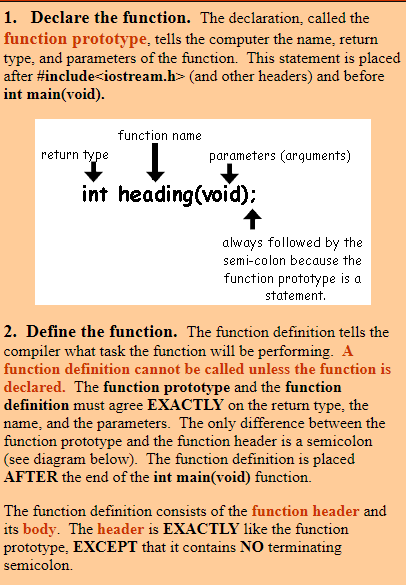 1. Declare the function. The declaration, called the
function prototype, tells the computer the name, return
type, and parameters of the function. This statement is placed
after #include<iostream.h> (and other headers) and before
int main(void).
function name
return type
parameters (arguments)
int heading(void);
always followed by the
semi-colon because the
function prototype is a
statement.
2. Define the function. The function definition tells the
compiler what task the function will be performing. A
function definition cannot be called unless the function is
declared. The function prototype and the function
definition must agree EXACTLY on the return type, the
name, and the parameters. The only difference between the
function prototype and the function header is a semicolon
(see diagram below). The function definition is placed
AFTER the end of the int main(void) function.
The function definition consists of the function header and
its body. The header is EXACTLY like the function
prototype, EXCEPT that it contains NO terminating
semicolon.